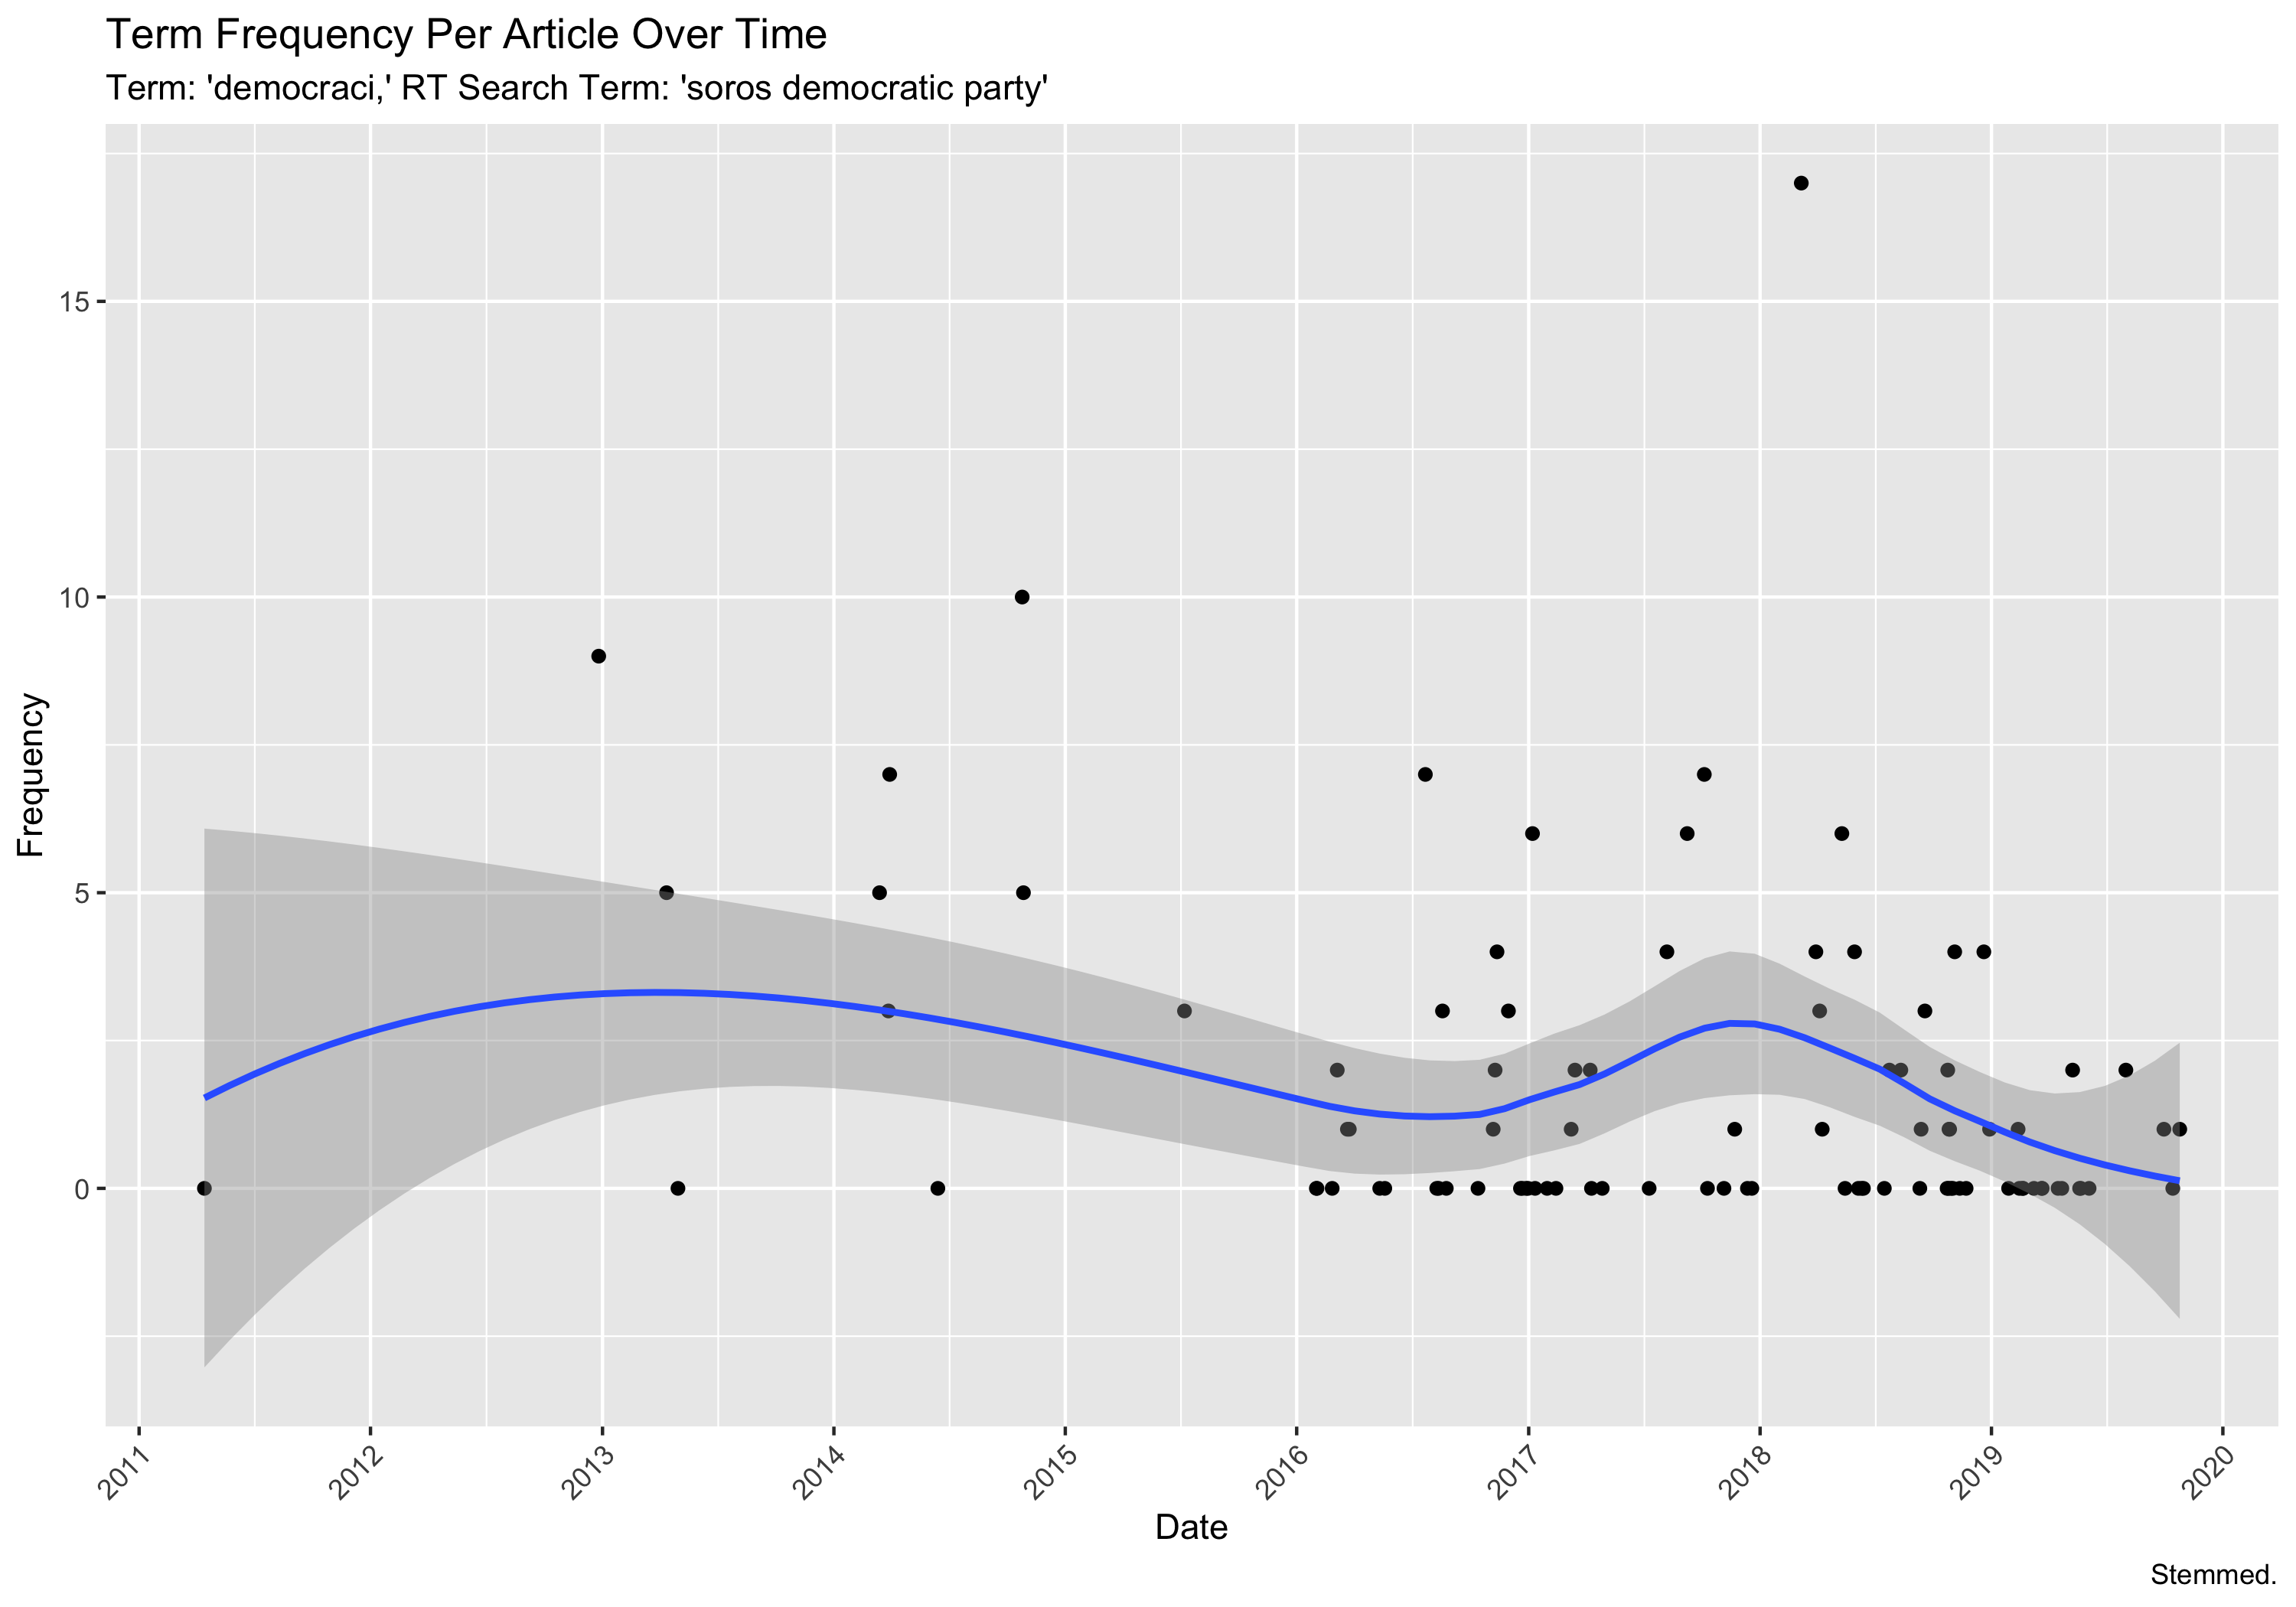 Term Frequency Per Article Over Time
Term: 'democraci,' RT Search Term: 'soros democratic party'
Frequency
15
10
5
0
2011
2012
2013
2014
2015
2016
2017
2018
2019
2020
Date
Stemmed.